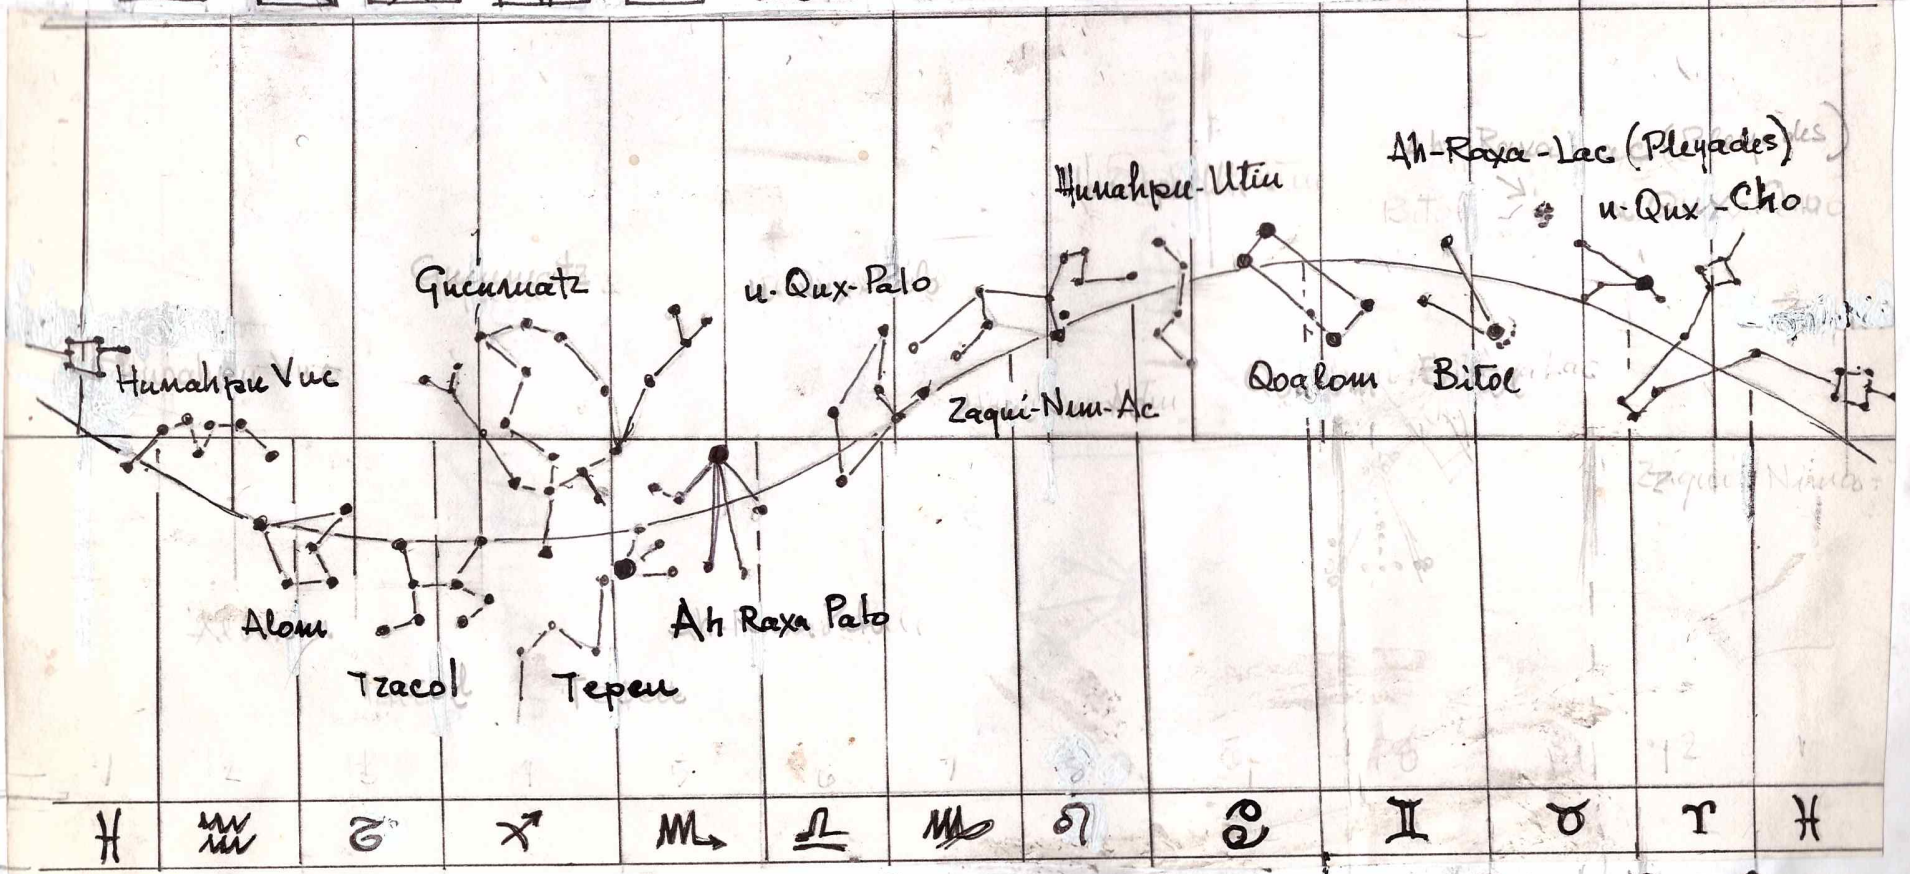 Ah-Raxa-Lac (Pleyades)
Hunahpu-Utiu
u-Qux-Cho
Gucumatz
u-Qux-Palo
Hunahpu Vuc
Zaqui-Nim-Ac
Qoalom
Bitol
Alom
Ah Raxa Palo
Tzacol
Tepeu
♓ ♒ ♑ ♐ ♏ ♎ ♍ ♌ ♋ ♊ ♉ ♈ ♓